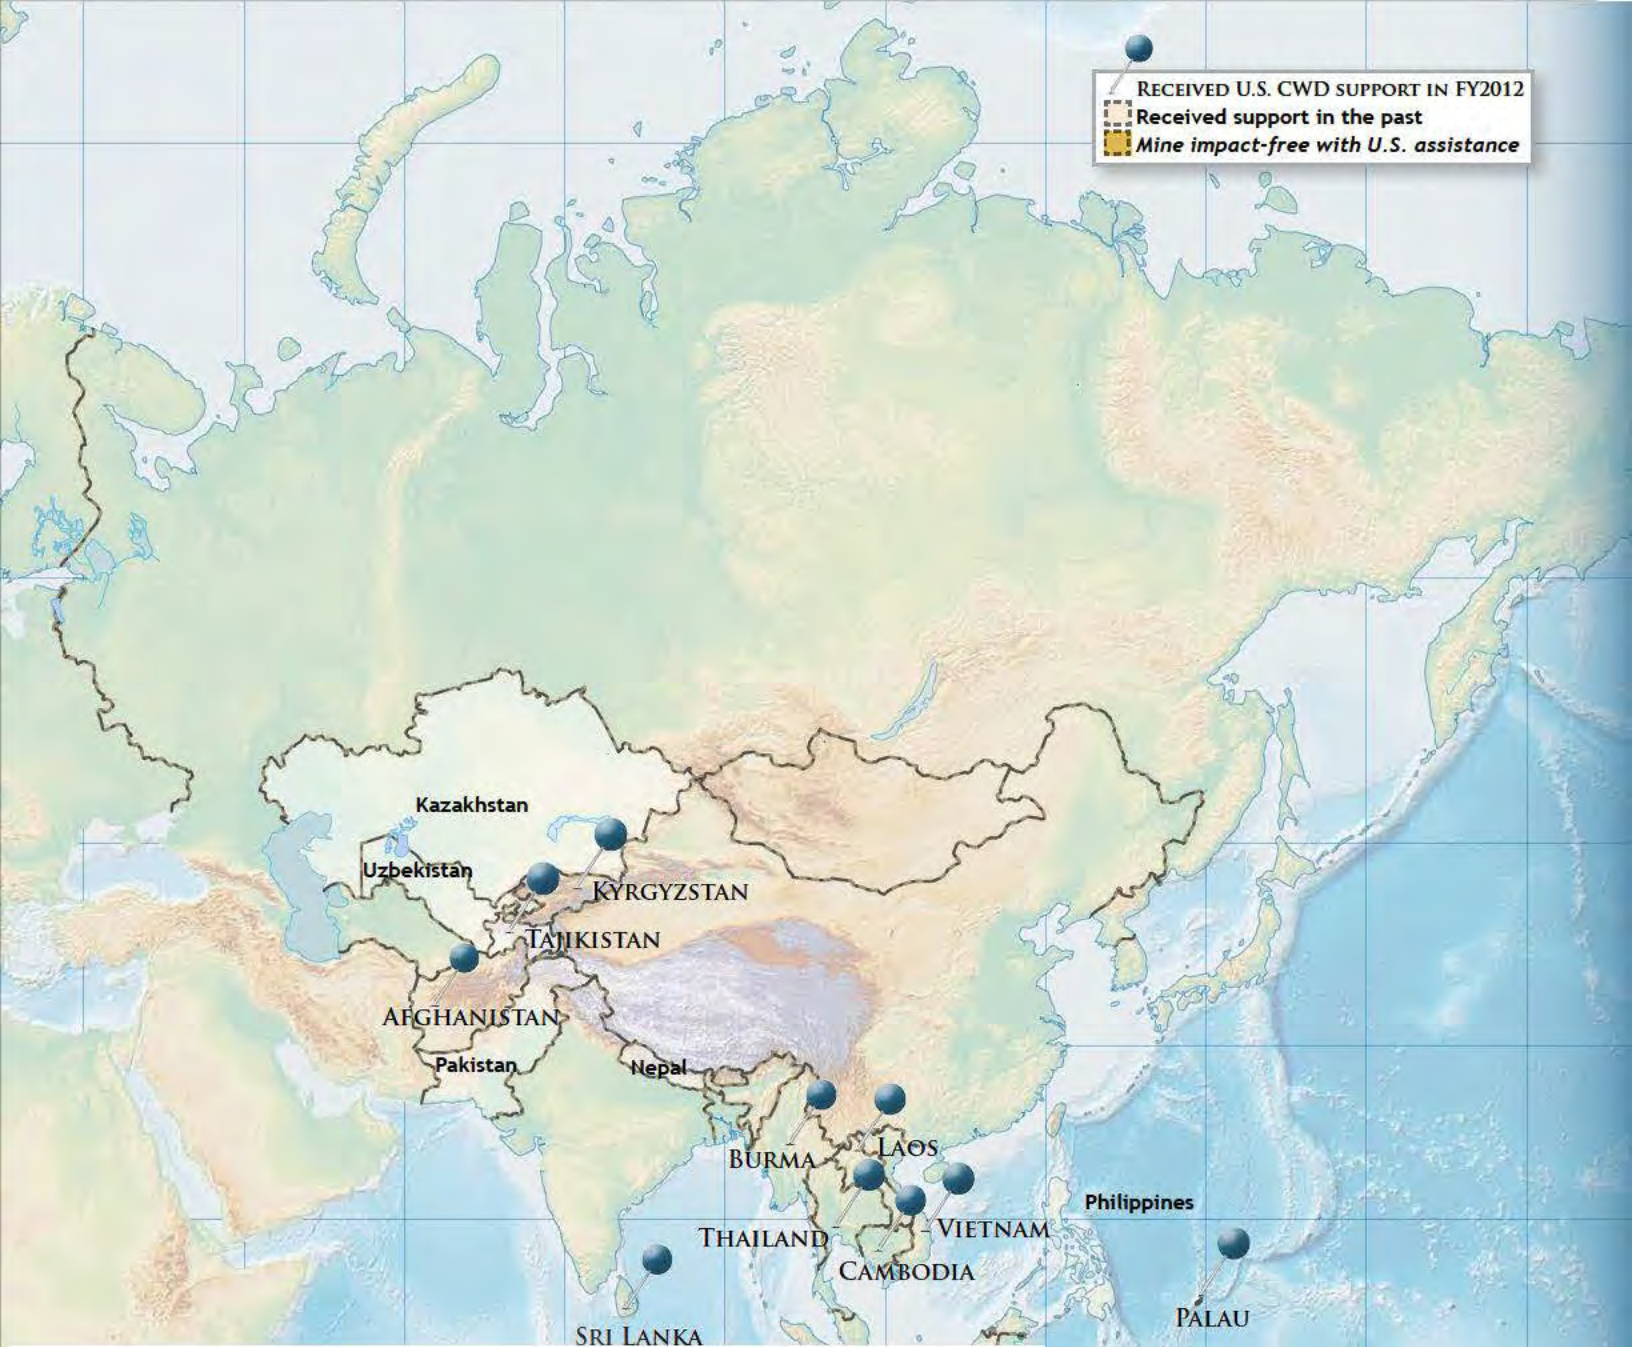 RECEIVED U.S. CWD SUPPORT IN FY2012
Received support in the past
Mine impact-free with U.S. assistance
Kazakhstan
Uzbekistan
KYRGYZSTAN
TAJIKISTAN
AFGHANISTAN
Pakistan
Nepal
BURMA
LAOS
Philippines
THAILAND
VIETNAM
CAMBODIA
PALAU
SRI LANKA